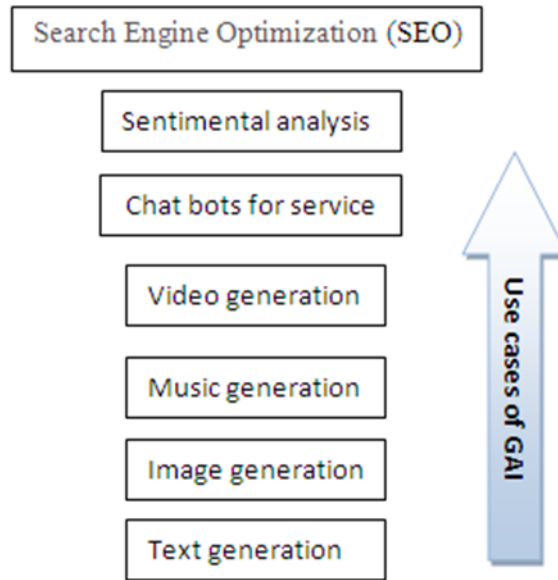 Search Engine Optimization (SEO)
Sentimental analysis
Chat bots for service
Video generation
Music generation
Image generation
Text generation
Use cases of GAI